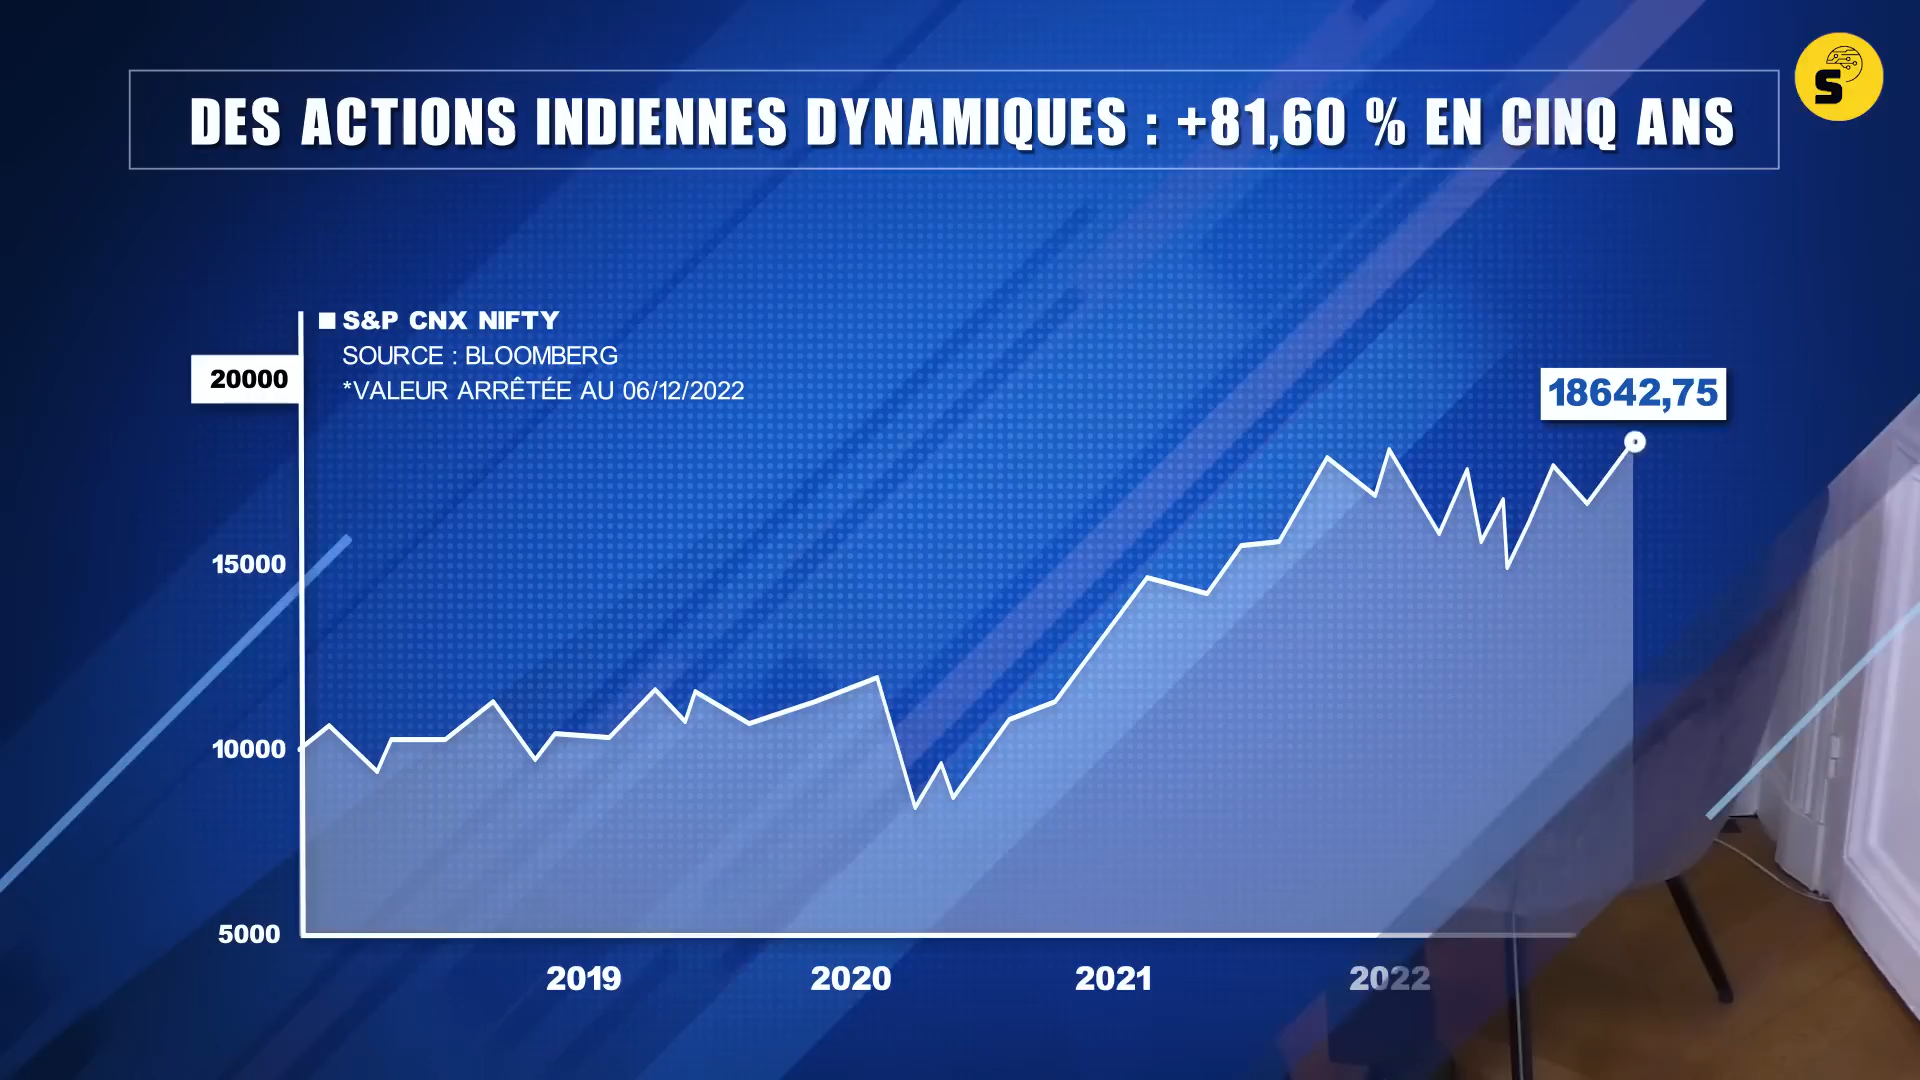 DES ACTIONS INDIENNES DYNAMIQUES : +81,60 % EN CINQ ANS
S
S&P CNX NIFTY
SOURCE : BLOOMBERG
*VALEUR ARRÊTÉE AU 06/12/2022
20000
18642,75
15000
10000
5000
2019 2020 2021 2022